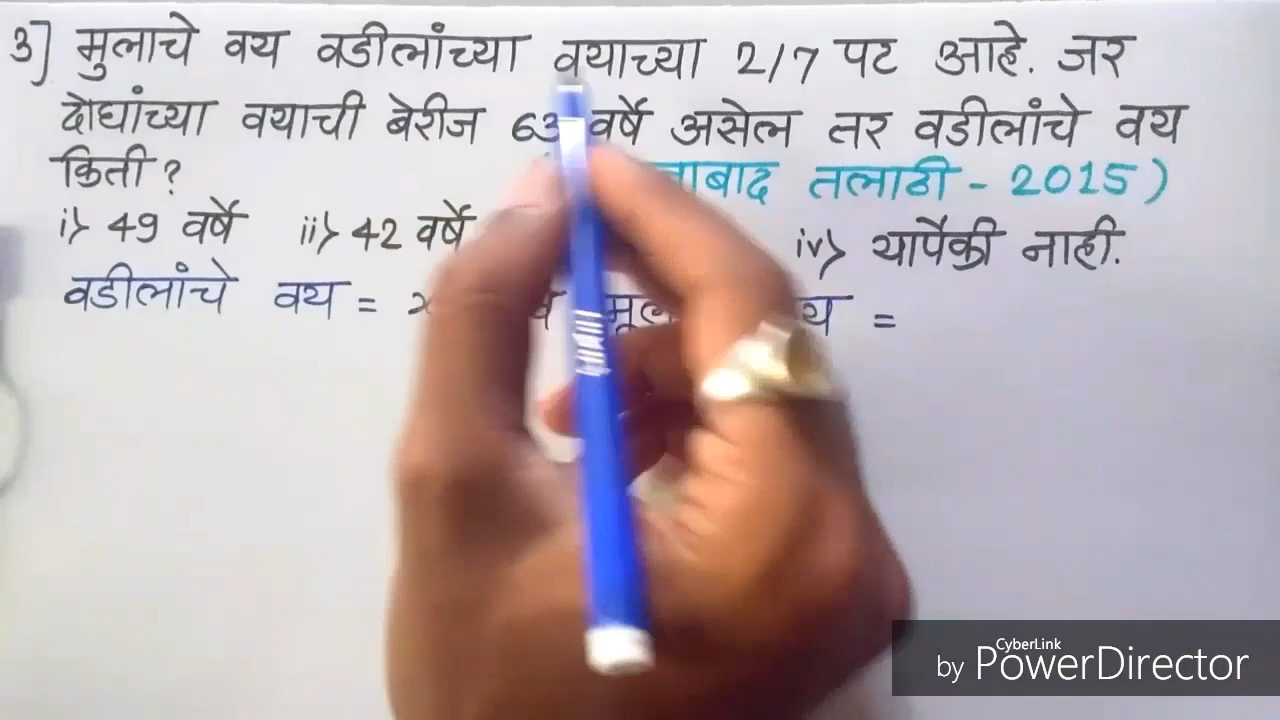 3] मुलाचे वय वडीलांच्या वयाच्या 2/7 पट आहे. जर
दोघांच्या वयाची बेरीज 63 वर्षे असेल तर वडीलांचे वय
किती?
तलाठी - 2015)
i) 49 वर्षे ii) 42 वर्षे iv) यापैकी नाही.
वडीलांचे वय = x =
CyberLink
by PowerDirector